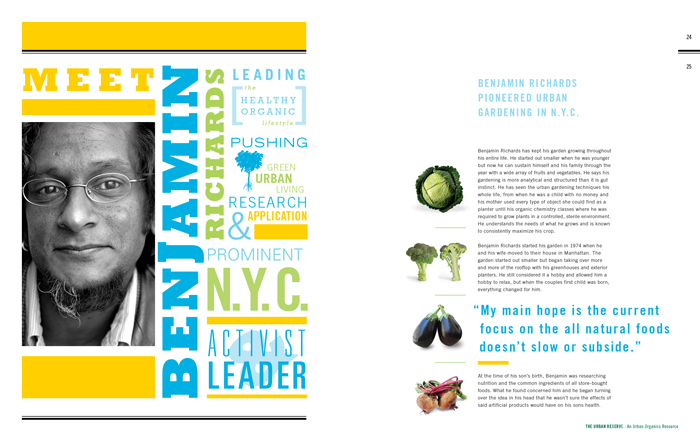 MEET
BENJAMIN
RICHARDS
LEADING
the
HEALTHY
ORGANIC
lifestyle
PUSHING
GREEN
URBAN
LIVING
RESEARCH
& APPLICATION
PROMINENT
N.Y.C.
ACTIVIST
LEADER
24
25
BENJAMIN RICHARDS
PIONEERED URBAN
GARDENING IN N.Y.C.
Benjamin Richards has kept his garden growing throughout
his entire life. He started out smaller when he was younger
but now he can sustain himself and his family through the
year with a wide array of fruits and vegetables. He says his
gardening is more analytical and structured than it is gut
instinct. He has seen the urban gardening techniques his
whole life, from when he was a child with no money and
his mother used every type of object she could find as a
planter until his organic chemistry classes where he was
required to grow plants in a controlled, sterile environment.
He understands the needs of what he grows and is known
to consistently maximize his crop.
Benjamin Richards started his garden in 1974 when he
and his wife moved to their house in Manhattan. The
garden started out smaller but began taking over more
and more of the rooftop with his greenhouses and exterior
planters. He still considered it a hobby and allowed him a
hobby to relax, but when the couples first child was born,
everything changed for him.
“My main hope is the current
focus on the all natural foods
doesn’t slow or subside.”
At the time of his son’s birth, Benjamin was researching
nutrition and the common ingredients of all store-bought
foods. What he found concerned him and he began turning
over the idea in his head that he wasn’t sure the effects of
said artificial products would have on his sons health.
THE URBAN RESERVE - An Urban Organics Resource